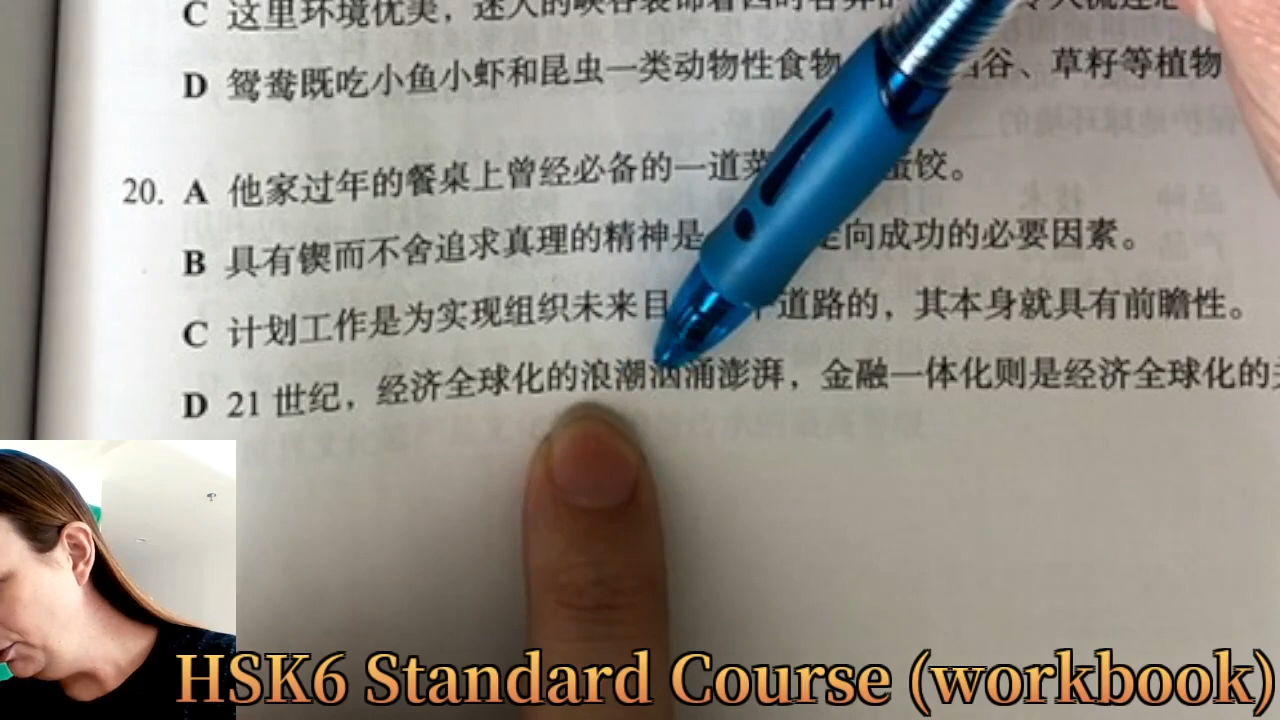 C 这里环境优美，迷人的峡谷装饰着四时各异的 令人流连忘
D 鸳鸯既吃小鱼小虾和昆虫一类动物性食物 谷、草籽等植物
20. A 他家过年的餐桌上曾经必备的一道菜 蛋饺。
B 具有锲而不舍追求真理的精神是 走向成功的必要因素。
C 计划工作是为实现组织未来目 道路的，其本身就具有前瞻性。
D 21 世纪，经济全球化的浪潮汹涌澎湃，金融一体化则是经济全球化的
HSK6 Standard Course (workbook)